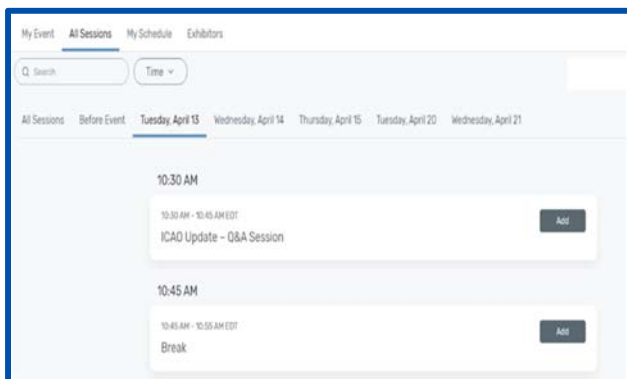 My Event All Sessions My Schedule Exhibitors
Search Time
All Sessions Before Event Tuesday, April 13 Wednesday, April 14 Thursday, April 15 Tuesday, April 20 Wednesday, April 21
10:30 AM
10:30 AM - 10:45 AM EDT
Add
ICAO Update - Q&A Session
10:45 AM
10:45 AM - 10:55 AM EDT
Add
Break